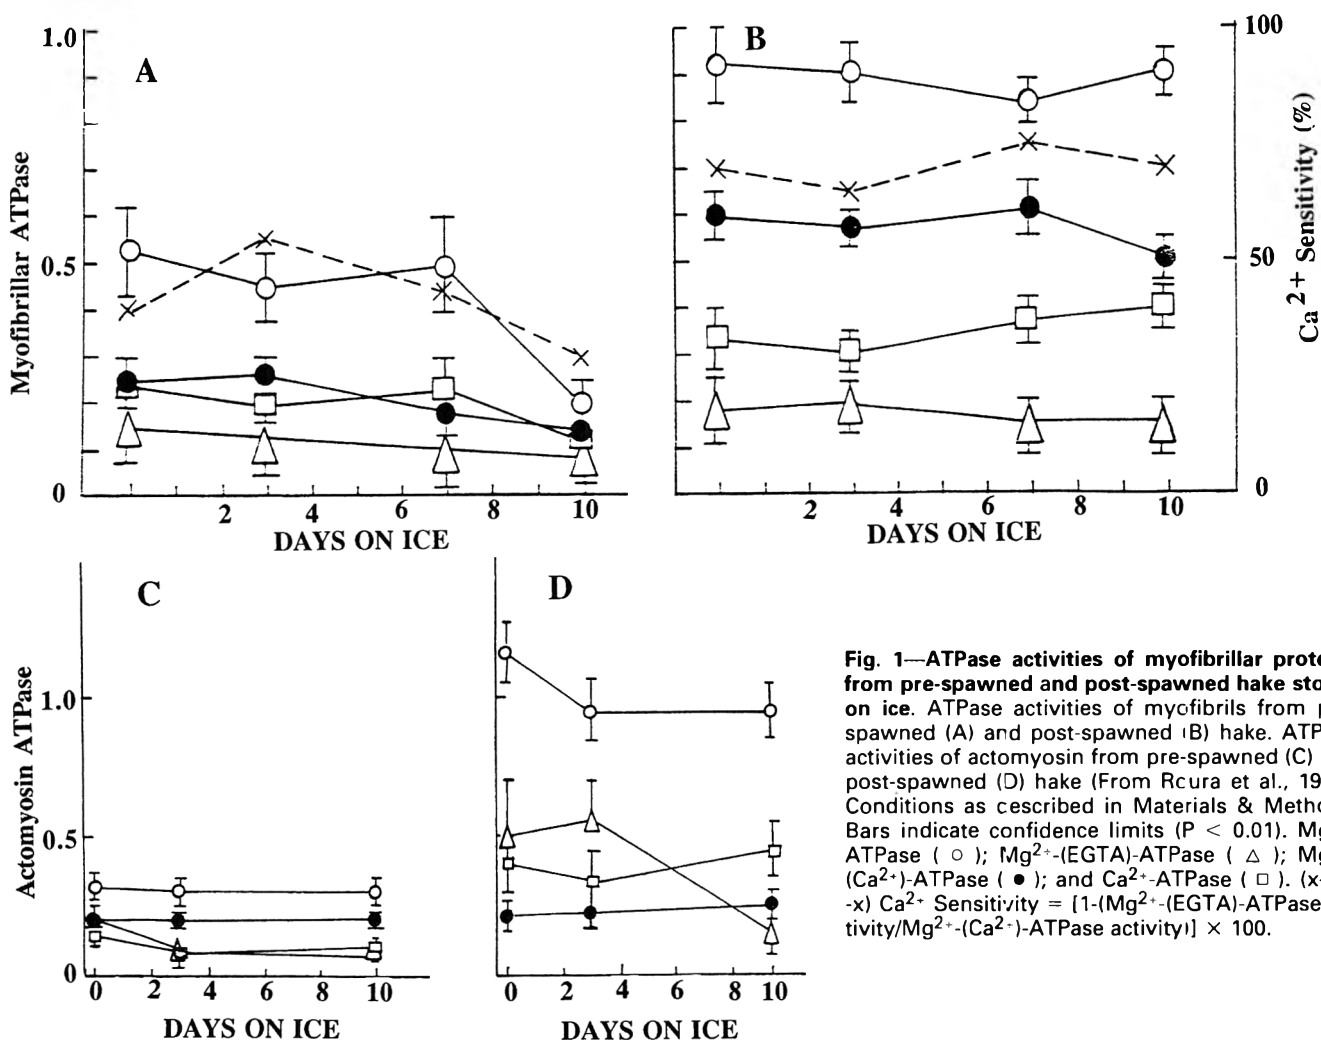 A
1.0
0.5
0
Myofibrillar ATPase
2 4 6 8 10
DAYS ON ICE
B
100
50
0
Ca2+ Sensitivity (%)
2 4 6 8 10
DAYS ON ICE
C
1.0
0.5
0
Actomyosin ATPase
0 2 4 6 8 10
DAYS ON ICE
D
0 2 4 6 8 10
DAYS ON ICE
Fig. 1—ATPase activities of myofibrillar prote
from pre-spawned and post-spawned hake sto
on ice. ATPase activities of myofibrils from p
spawned (A) and post-spawned (B) hake. ATP
activities of actomyosin from pre-spawned (C)
post-spawned (D) hake (From Rcura et al., 19
Conditions as cescribed in Materials & Metho
Bars indicate confidence limits (P < 0.01). Mg
ATPase ( ○ ); Mg2+-(EGTA)-ATPase ( △ ); Mg
(Ca2+)-ATPase ( ● ); and Ca2+-ATPase ( □ ). (x-
-x) Ca2+ Sensitivity = [1-(Mg2+-(EGTA)-ATPase
tivity/Mg2+-(Ca2+)-ATPase activity)] × 100.